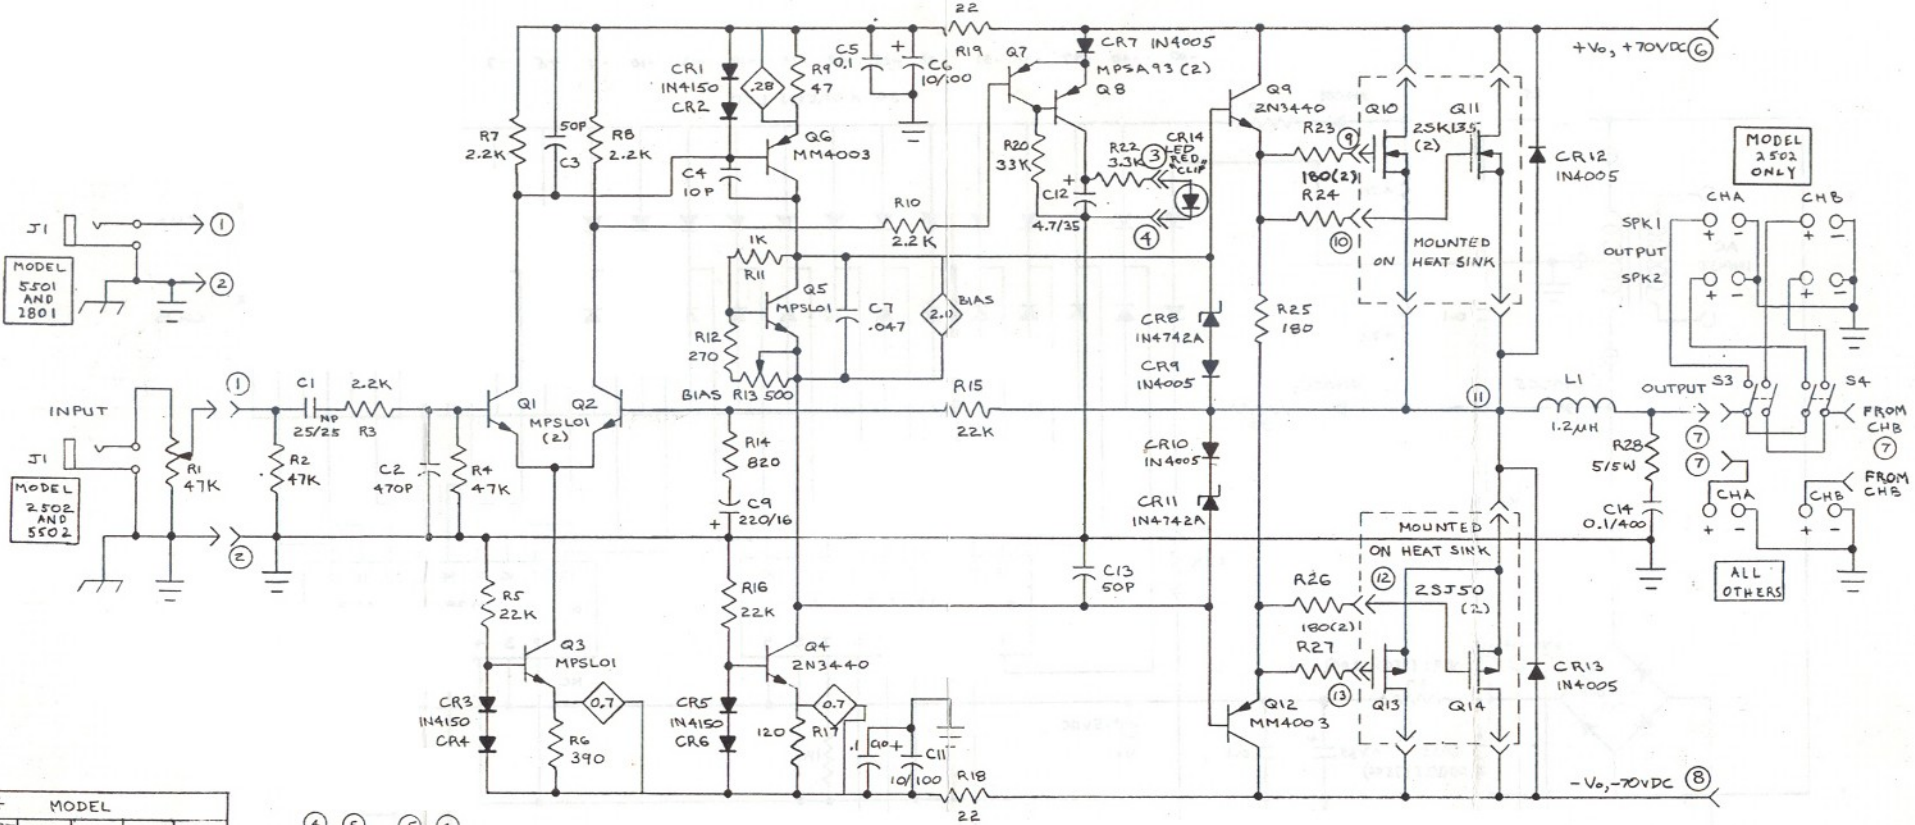 22
R19
Q7
CR7 1N4005
MPSA93 (2)
Q8
+Vo, +70VDC 6
C5
0.1
+
C6
10/100
R9
47
.28
CR1
1N4150
CR2
Q6
MM4003
C4
10P
R7
2.2K
50P
C3
R8
2.2K
R10
2.2K
R20
33K
R22
3.3K
3
CR14
LED
"RED"
"CLIP"
+
C12
4.7/35
4
Q9
2N3440
R23
9
180(2)
R24
10
Q10
Q11
2SK135
(2)
MOUNTED
ON HEAT SINK
CR12
1N4005
MODEL
2502
ONLY
CHA
CHB
SPK1
+ -
+ -
OUTPUT
SPK2
+ -
+ -
J1
1
2
MODEL
5501
AND
2801
1K
R11
Q5
MPSL01
C7
.047
2.0
BIAS
R12
270
BIAS R13 500
CR8
1N4742A
CR9
1N4005
R25
180
INPUT
J1
R1
47K
MODEL
2502
AND
5502
1
2
C1
NP
25/25
2.2K
R3
R2
47K
C2
470P
R4
47K
Q1
Q2
MPSL01
(2)
R15
22K
R14
820
C9
220/16
+
CR10
1N4005
CR11
1N4742A
11
L1
1.2µH
OUTPUT
S3
S4
7
7
FROM
CHB
7
R28
5/5W
C14
0.1/400
CHA
+ -
CHB
+ -
FROM
CHB
ALL
OTHERS
R5
22K
R16
22K
C13
50P
Q3
MPSL01
Q4
2N3440
0.7
0.7
CR3
1N4150
CR4
R6
390
CR5
1N4150
CR6
120
R17
.1
+
C11
10/100
R18
22
R26
12
180(2)
R27
13
MOUNTED
ON HEAT SINK
2SJ50
(2)
Q13
Q14
Q12
MM4003
CR13
1N4005
-Vo, -70VDC 8
MODEL